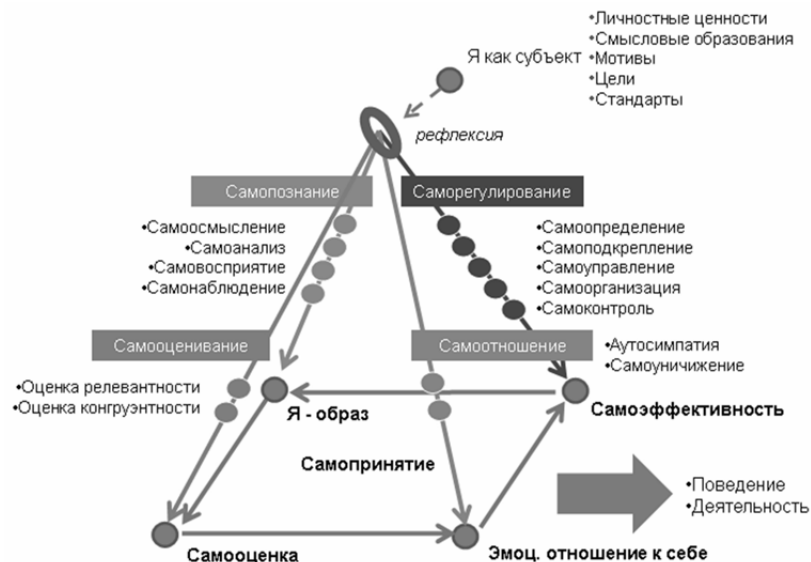 •Личностные ценности
•Смысловые образования
•Мотивы
•Цели
•Стандарты
Я как субъект
рефлексия
Самопознание
Саморегулирование
•Самоосмысление
•Самоанализ
•Самовосприятие
•Самонаблюдение
•Самоопределение
•Самоподкрепление
•Самоуправление
•Самоорганизация
•Самоконтроль
Самооценивание
Самоотношение
•Аутосимпатия
•Самоуничижение
•Оценка релевантности
•Оценка конгруэнтности
Я - образ
Самоэффективность
Самопринятие
•Поведение
•Деятельность
Самооценка
Эмоц. отношение к себе